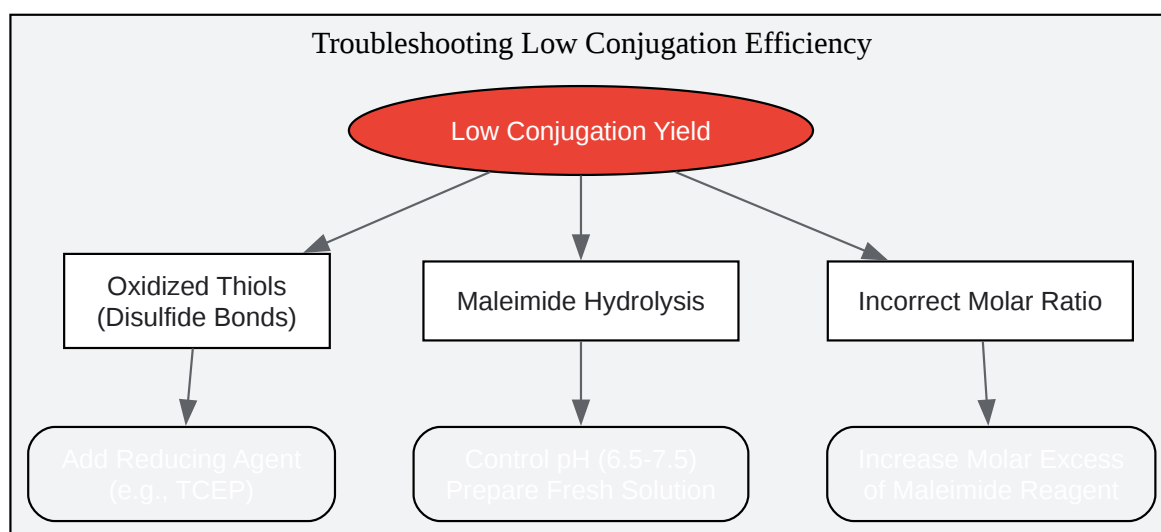 Troubleshooting Low Conjugation Efficiency
Low Conjugation Yield
Oxidized Thiols
(Disulfide Bonds)
Maleimide Hydrolysis
Incorrect Molar Ratio
Add Reducing Agent
(e.g., TCEP)
Control pH (6.5-7.5)
Prepare Fresh Solution
Increase Molar Excess
of Maleimide Reagent